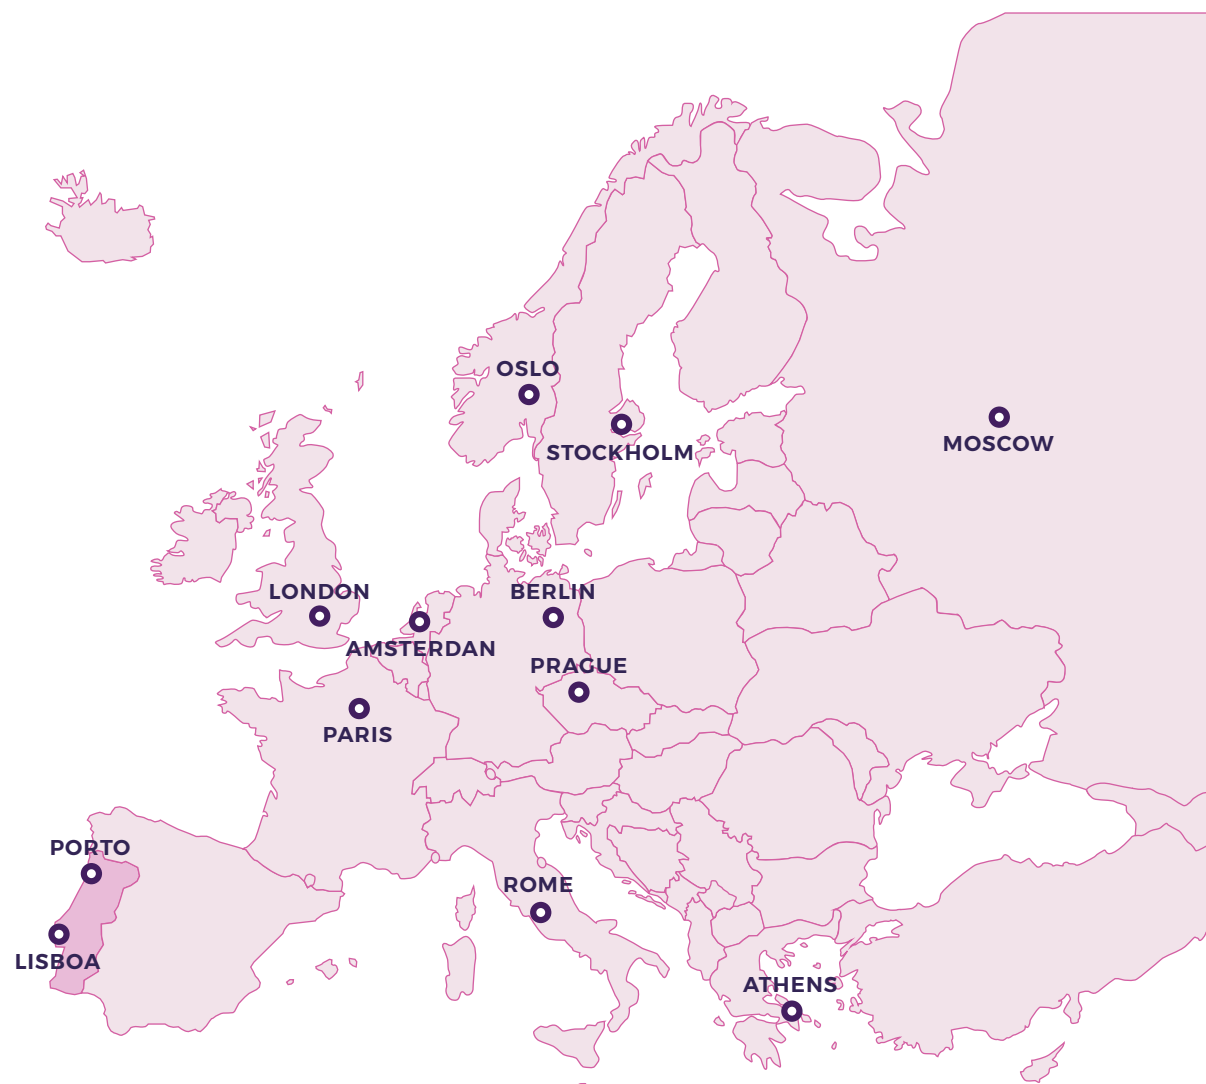 OSLO
MOSCOW
STOCKHOLM
LONDON
BERLIN
AMSTERDAN
PRAGUE
PARIS
PORTO
ROME
LISBOA
ATHENS